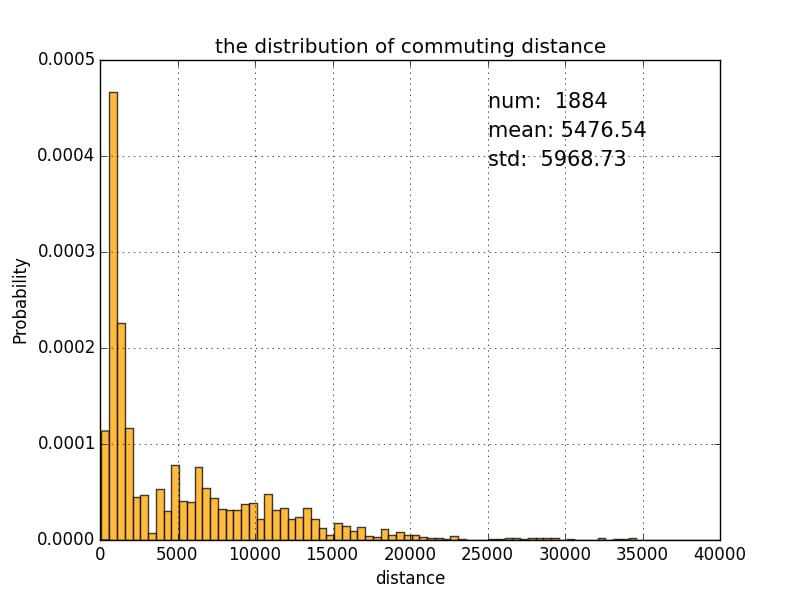 the distribution of commuting distance
num: 1884
mean: 5476.54
std: 5968.73
Probability
0.0005
0.0004
0.0003
0.0002
0.0001
0.0000
0 5000 10000 15000 20000 25000 30000 35000 40000
distance